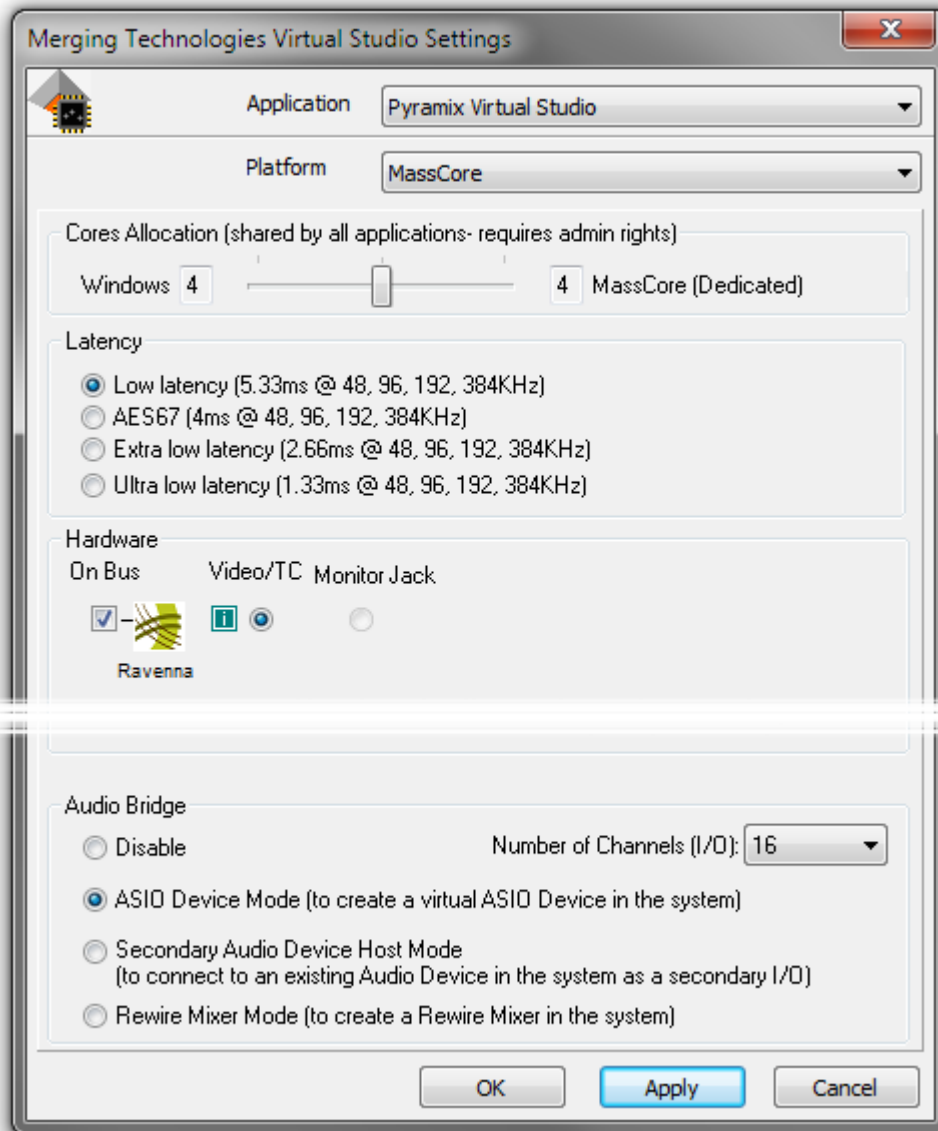 Merging Technologies Virtual Studio Settings
Application Pyramix Virtual Studio
Platform MassCore
Cores Allocation (shared by all applications- requires admin rights)
Windows 4 4 MassCore (Dedicated)
Latency
Low latency (5.33ms @ 48, 96, 192, 384KHz)
AES67 (4ms @ 48, 96, 192, 384KHz)
Extra low latency (2.66ms @ 48, 96, 192, 384KHz)
Ultra low latency (1.33ms @ 48, 96, 192, 384KHz)
Hardware
On Bus Video/TC Monitor Jack
i
Ravenna
Audio Bridge
Disable Number of Channels (I/O): 16
ASIO Device Mode (to create a virtual ASIO Device in the system)
Secondary Audio Device Host Mode
(to connect to an existing Audio Device in the system as a secondary I/O)
Rewire Mixer Mode (to create a Rewire Mixer in the system)
OK Apply Cancel